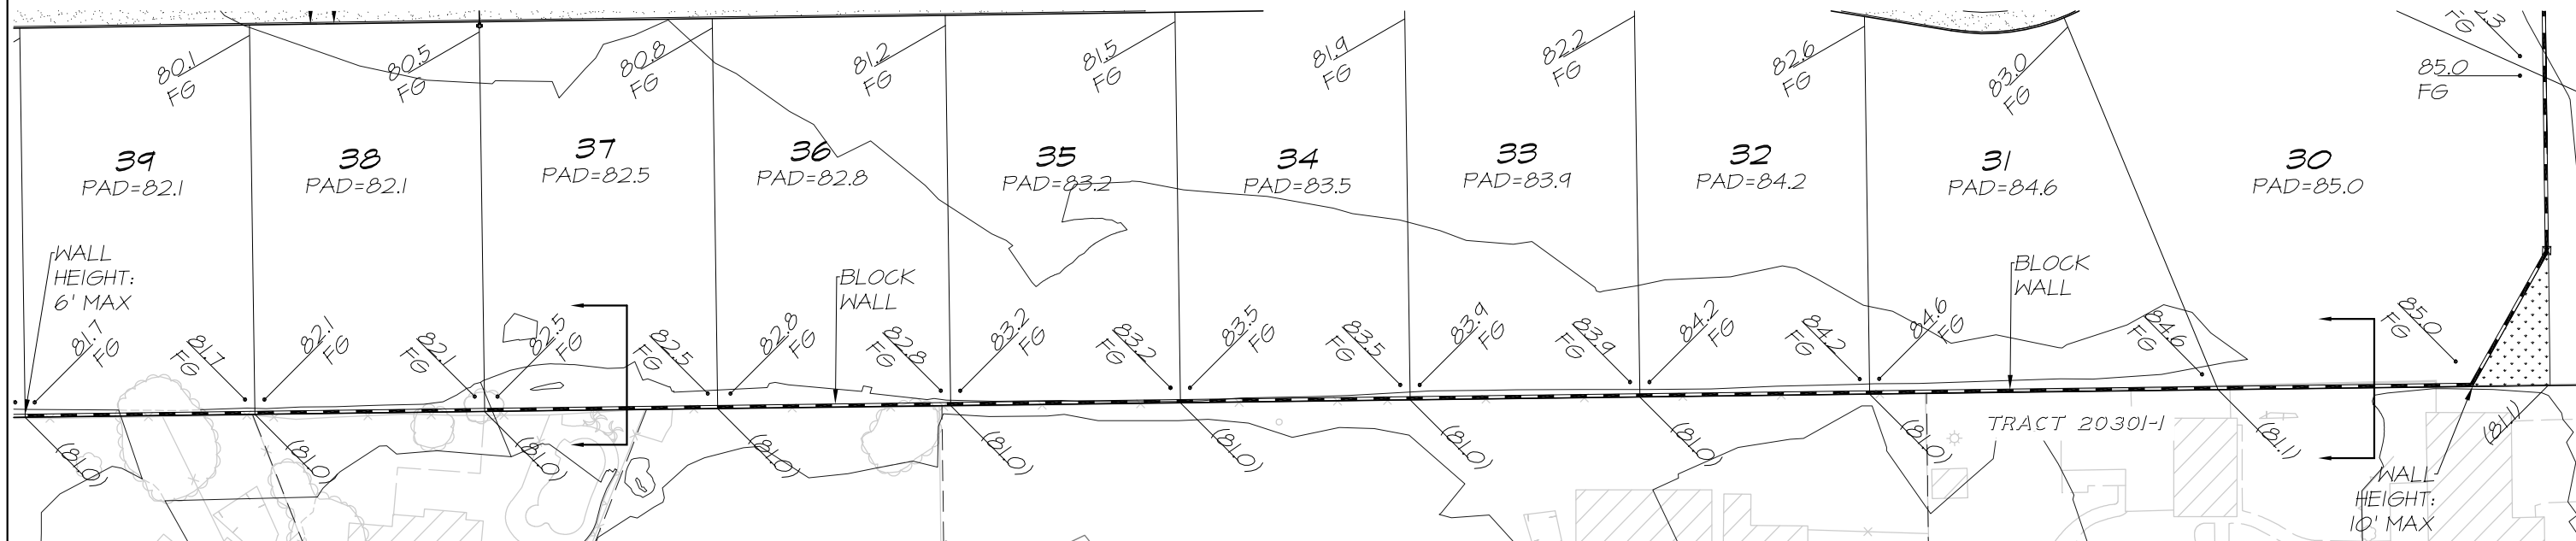 80.1
FG
80.5
FG
80.8
FG
81.2
FG
81.5
FG
81.9
FG
82.2
FG
82.6
FG
83.0
FG
FG
85.0
FG
39
PAD=82.1
38
PAD=82.1
37
PAD=82.5
36
PAD=82.8
35
PAD=83.2
34
PAD=83.5
33
PAD=83.9
32
PAD=84.2
31
PAD=84.6
30
PAD=85.0
WALL
HEIGHT:
6' MAX
BLOCK
WALL
BLOCK
WALL
81.7
FG
81.7
FG
82.1
FG
82.1
FG
82.5
FG
82.5
FG
82.8
FG
82.8
FG
83.2
FG
83.2
FG
83.5
FG
83.5
FG
83.9
FG
83.9
FG
84.2
FG
84.2
FG
84.6
FG
84.6
FG
85.0
FG
(81.0)
(81.0)
(81.0)
(81.0)
(81.0)
(81.0)
(81.0)
(81.0)
(81.0)
(81.1)
(81.1)
TRACT 20301-1
WALL
HEIGHT:
10' MAX